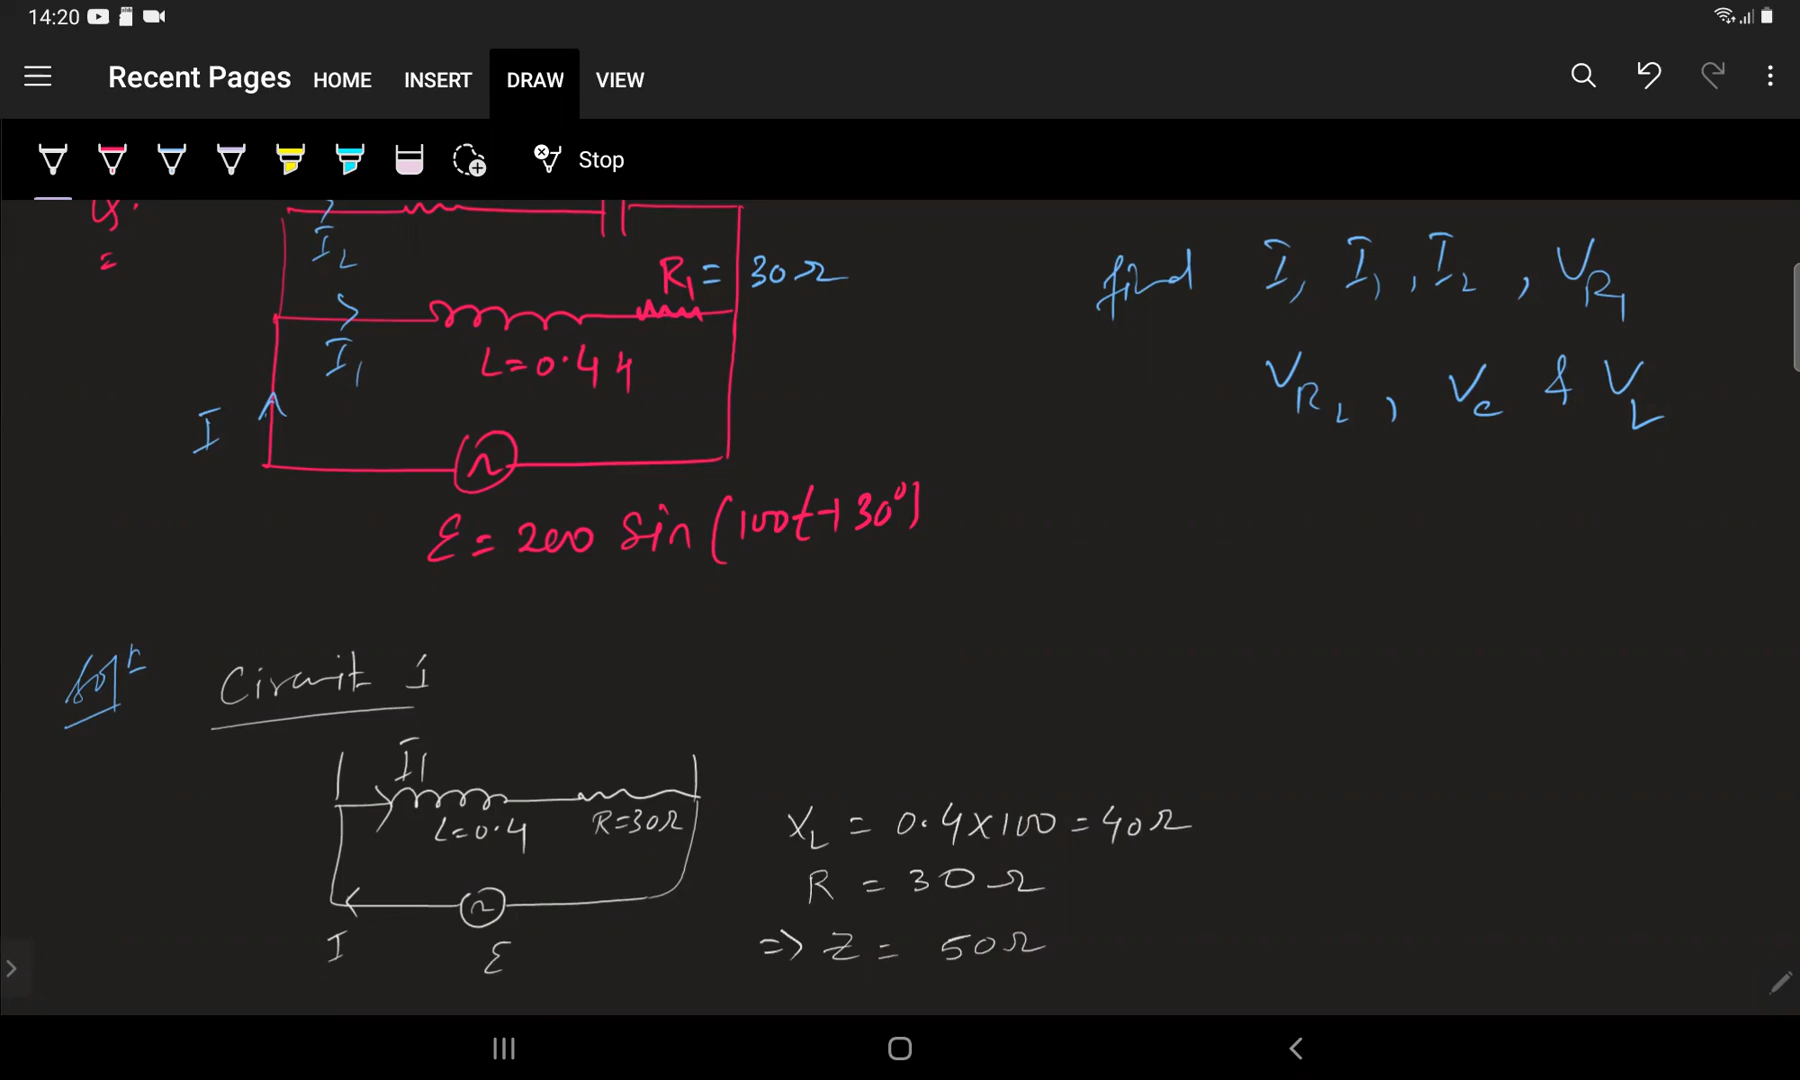 14:20
Recent Pages HOME INSERT DRAW VIEW
Stop
Q.
I₂
R₁ = 30Ω
find I, I₁, I₂, V_R₁
I₁
L=0.4 H
V_R₂, V_c & V_L
I
ε = 200 Sin (100t+30°)
Solⁿ Circuit 1
I₁
L=0.4 R=30Ω
X_L = 0.4×100 = 40Ω
R = 30Ω
I ε
=> Z = 50Ω